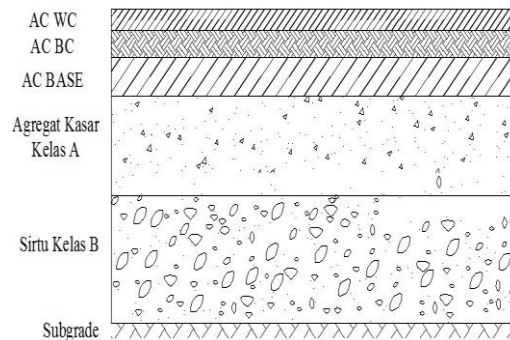 AC WC
AC BC
AC BASE
Agregat Kasar
Kelas A
Sirtu Kelas B
Subgrade